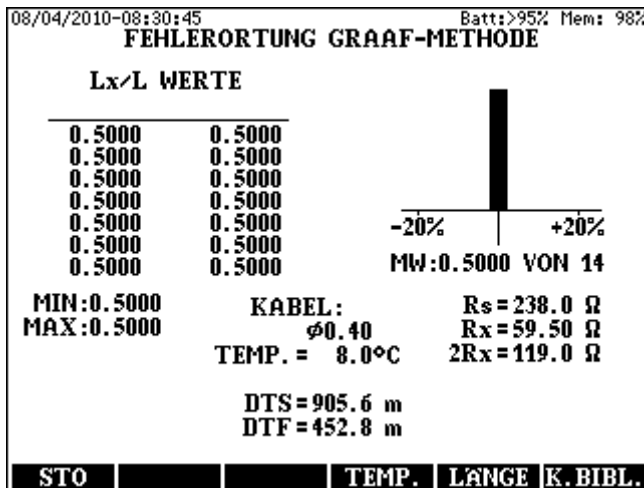 08/04/2010-08:30:45 Batt:>95% Mem: 98%
FEHLERORTUNG GRAAF-METHODE
Lx/L WERTE
0.5000 0.5000
0.5000 0.5000
0.5000 0.5000
0.5000 0.5000
0.5000 0.5000
0.5000 0.5000
0.5000 0.5000
-20% +20%
MW:0.5000 VON 14
MIN:0.5000
MAX:0.5000
KABEL:
ϕ0.40
TEMP.= 8.0°C
Rs=238.0 Ω
Rx=59.50 Ω
2Rx=119.0 Ω
DTS=905.6 m
DTF=452.8 m
STO TEMP. LÄNGE K.BIBL.